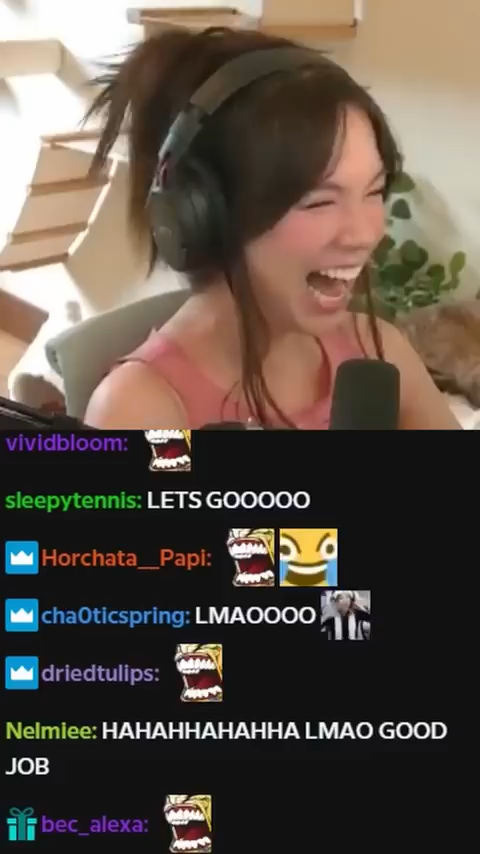 vividbloom:
sleepytennis: LETS GOOOOO
Horchata__Papi:
cha0ticspring: LMAOOOO
driedtulips:
Nelmiee: HAHAHHAHAHHA LMAO GOOD
JOB
bec_alexa: